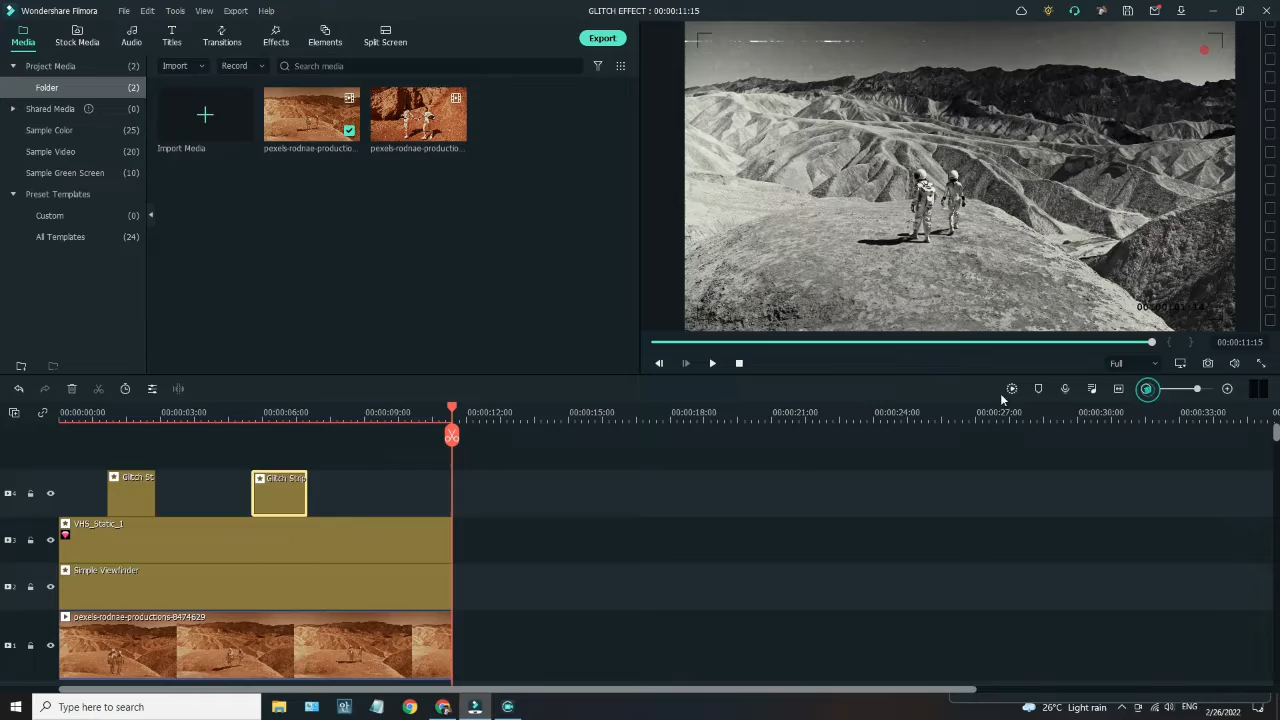 Wondershare Filmora
File Edit Tools View Export Help
GLITCH EFFECT : 00:00:11:15
Media
Stock Media
Audio
Titles
Transitions
Effects
Elements
Split Screen
Export
Project Media (2)
Import
Record
Search media
Folder (2)
Shared Media (0)
Sample Color (25)
Sample Video (20)
Sample Green Screen (10)
Preset Templates
Custom (0)
All Templates (24)
Import Media
pexels-rodnae-productio...
pexels-rodnae-productio...
00:00:11:15
Full
00:00:00:00
00:00:03:00
00:00:06:00
00:00:09:00
00:00:12:00
00:00:15:00
00:00:18:00
00:00:21:00
00:00:24:00
00:00:27:00
00:00:30:00
00:00:33:00
4
Glitch St
Glitch Strip
3
VHS_Static_1
2
Simple Viewfinder
1
pexels-rodnae-productions-8474629
Type here to search
26°C Light rain
ENG
2/26/2022